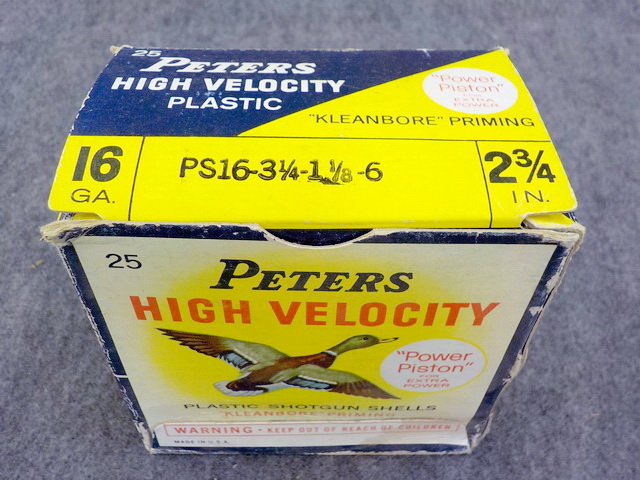 25
PETERS
HIGH VELOCITY
PLASTIC
"Power
Piston"
FOR
EXTRA
POWER
"KLEANBORE" PRIMING
16
GA.
PS16-3¼-1⅛-6
2¾
IN.
25
PETERS
HIGH VELOCITY
"Power
Piston"
FOR
EXTRA
POWER
PLASTIC SHOTGUN SHELLS
"KLEANBORE" PRIMING
WARNING • KEEP OUT OF REACH OF CHILDREN
MADE IN U.S.A.